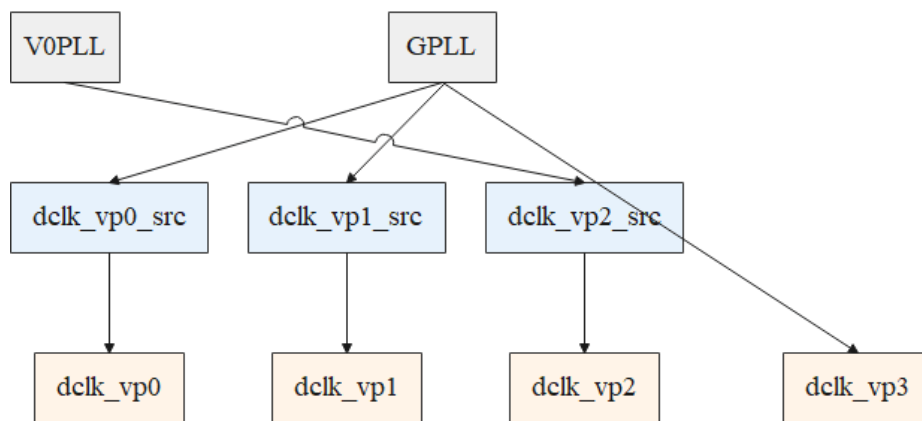 V0PLL
GPLL
dclk_vp0_src
dclk_vp1_src
dclk_vp2_src
dclk_vp0
dclk_vp1
dclk_vp2
dclk_vp3